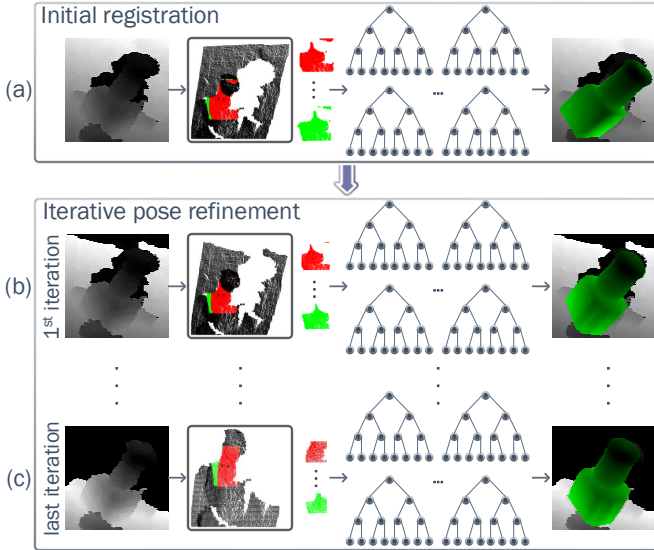 Initial registration
(a)
...
Iterative pose refinement
(b)
1st iteration
...
(c)
last iteration
...